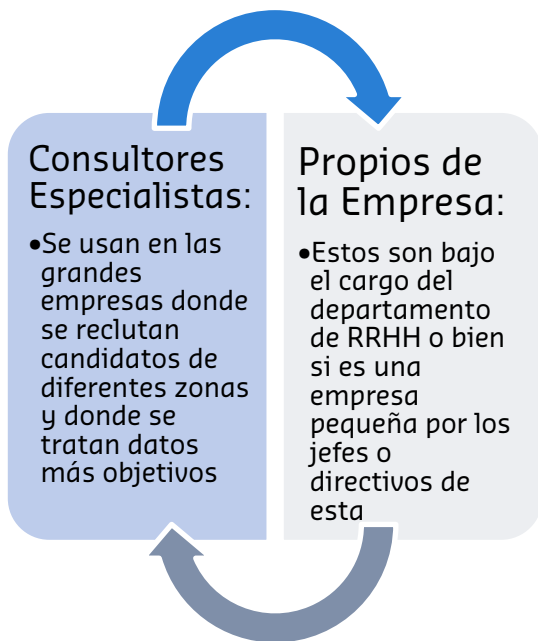 Consultores
Especialistas:
•Se usan en las
grandes
empresas donde
se reclutan
candidatos de
diferentes zonas
y donde se
tratan datos
más objetivos
Propios de
la Empresa:
•Estos son bajo
el cargo del
departamento
de RRHH o bien
si es una
empresa
pequeña por los
jefes o
directivos de
esta